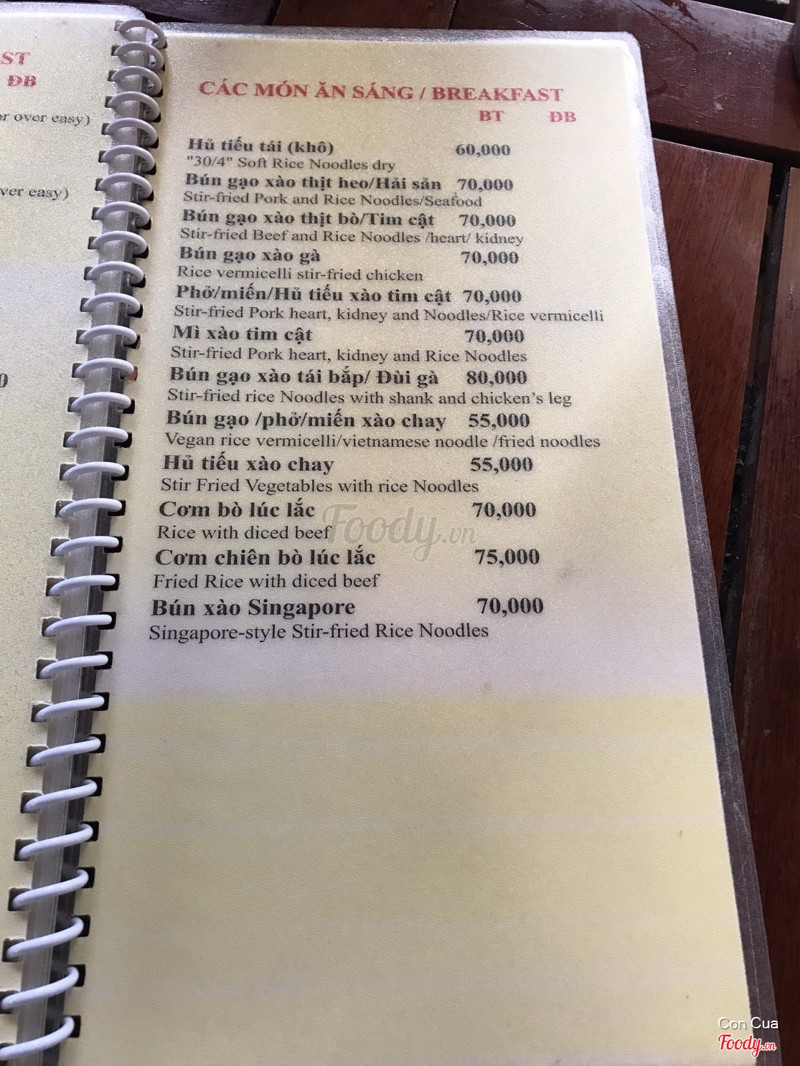 ST
ĐB
r over easy)
ver easy)
0
CÁC MÓN ĂN SÁNG / BREAKFAST
BT ĐB
Hủ tiếu tái (khô) 60,000
"30/4" Soft Rice Noodles dry
Bún gạo xào thịt heo/Hải sản 70,000
Stir-fried Pork and Rice Noodles/Seafood
Bún gạo xào thịt bò/Tim cật 70,000
Stir-fried Beef and Rice Noodles /heart/ kidney
Bún gạo xào gà 70,000
Rice vermicelli stir-fried chicken
Phở/miến/Hủ tiếu xào tim cật 70,000
Stir-fried Pork heart, kidney and Noodles/Rice vermicelli
Mì xào tim cật 70,000
Stir-fried Pork heart, kidney and Rice Noodles
Bún gạo xào tái bắp/ Đùi gà 80,000
Stir-fried rice Noodles with shank and chicken's leg
Bún gạo /phở/miến xào chay 55,000
Vegan rice vermicelli/vietnamese noodle /fried noodles
Hủ tiếu xào chay 55,000
Stir Fried Vegetables with rice Noodles
Cơm bò lúc lắc 70,000
Rice with diced beef
Foody.vn
Cơm chiên bò lúc lắc 75,000
Fried Rice with diced beef
Bún xào Singapore 70,000
Singapore-style Stir-fried Rice Noodles
Con Cua
Foody.vn